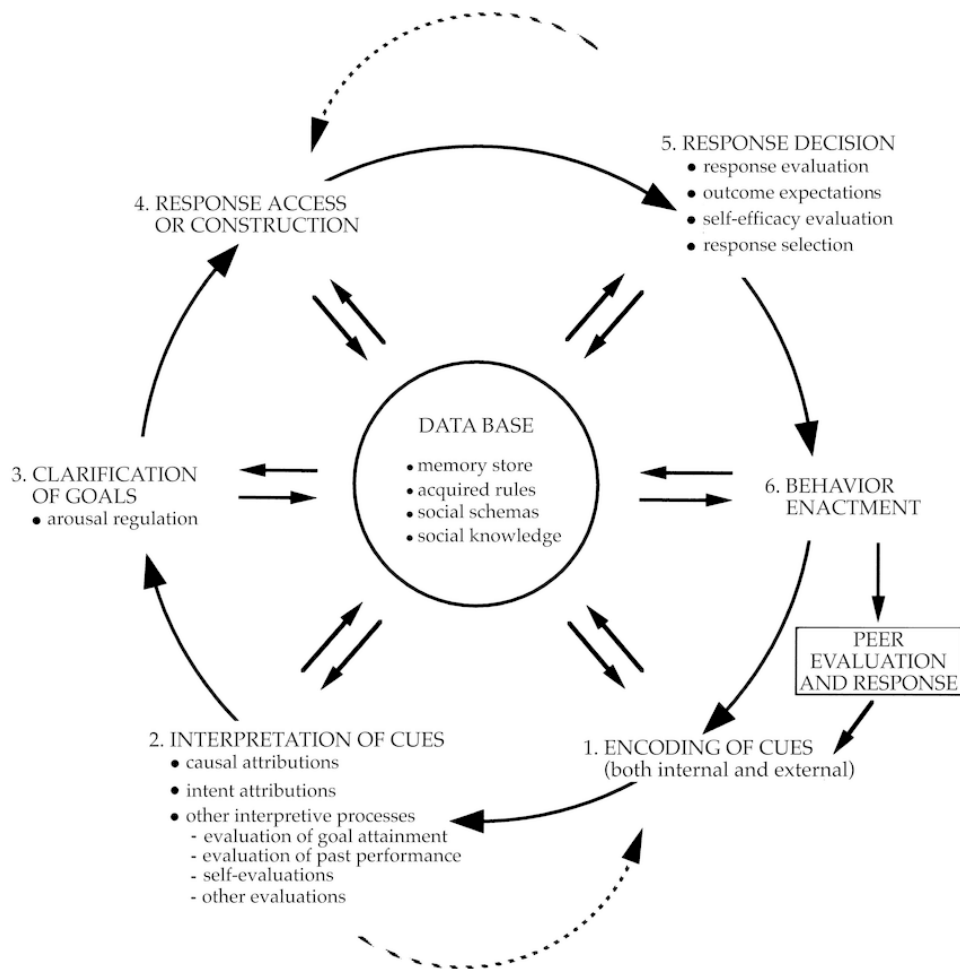 5. RESPONSE DECISION
• response evaluation
• outcome expectations
• self-efficacy evaluation
• response selection
4. RESPONSE ACCESS
OR CONSTRUCTION
DATA BASE
• memory store
• acquired rules
• social schemas
• social knowledge
3. CLARIFICATION
OF GOALS
• arousal regulation
6. BEHAVIOR
ENACTMENT
PEER
EVALUATION
AND RESPONSE
2. INTERPRETATION OF CUES
• causal attributions
• intent attributions
• other interpretive processes
- evaluation of goal attainment
- evaluation of past performance
- self-evaluations
- other evaluations
1. ENCODING OF CUES
(both internal and external)